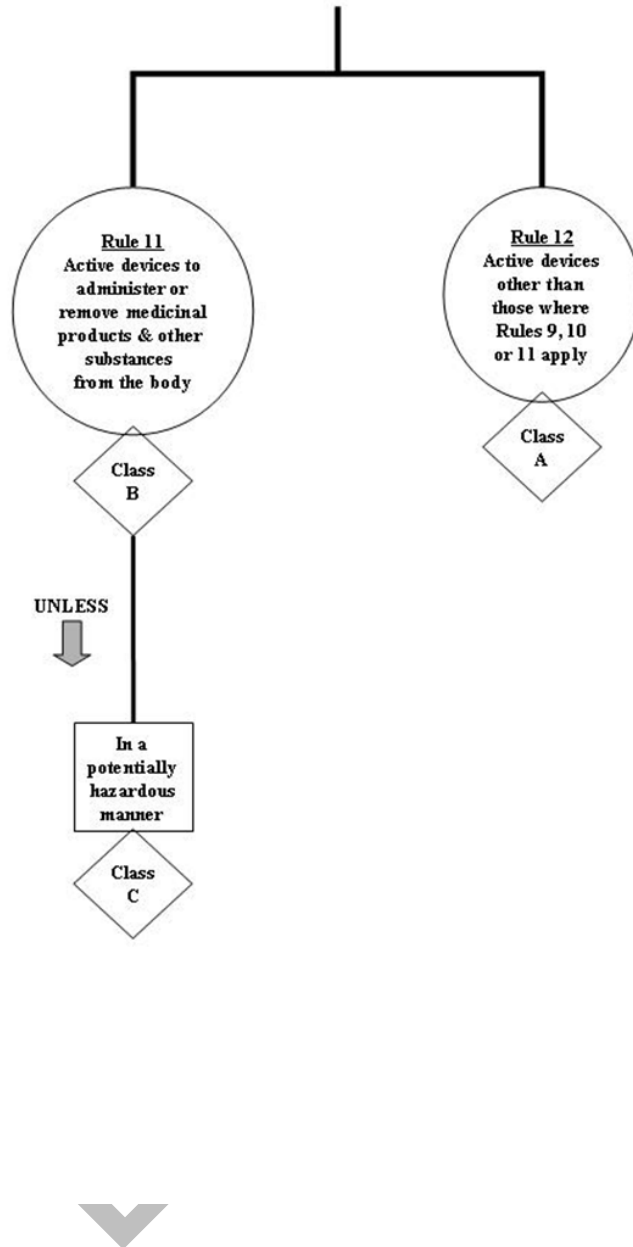 Rule 11
Active devices to
administer or
remove medicinal
products & other
substances
from the body
Class
B
UNLESS
In a
potentially
hazardous
manner
Class
C
Rule 12
Active devices
other than
those where
Rules 9, 10
or 11 apply
Class
A